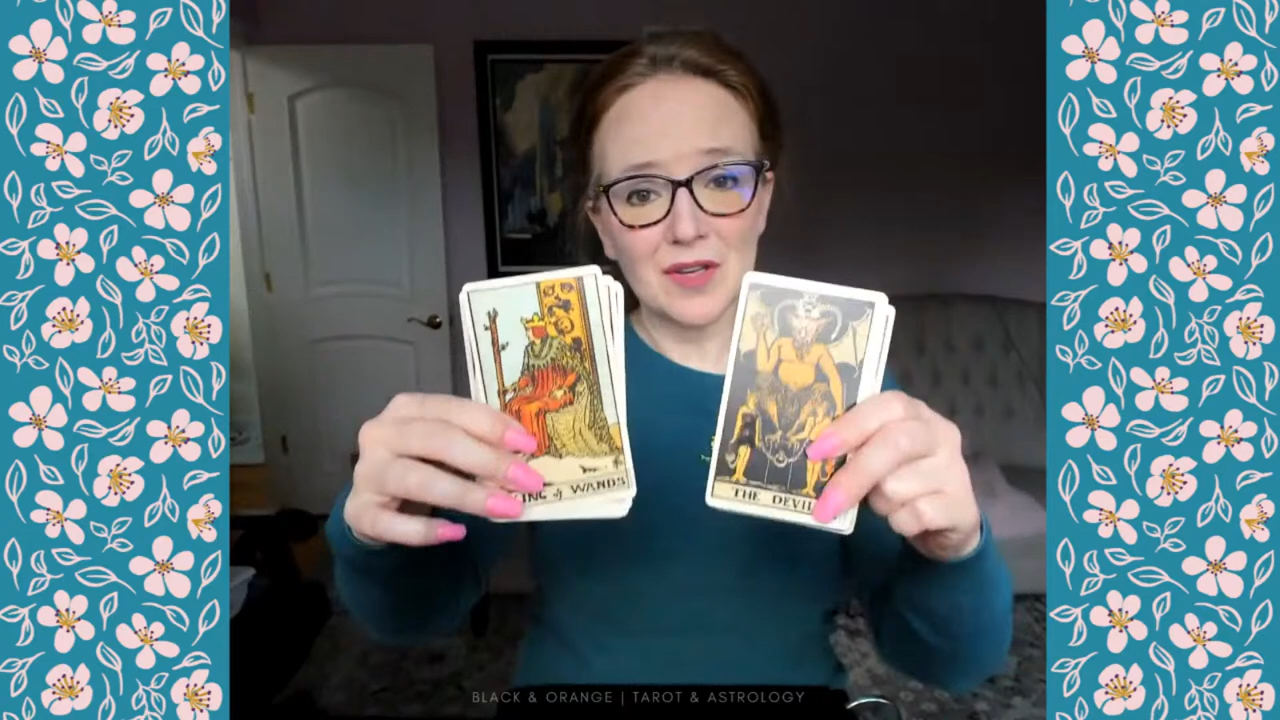 KING of WANDS
THE DEVIL
BLACK & ORANGE | TAROT & ASTROLOGY